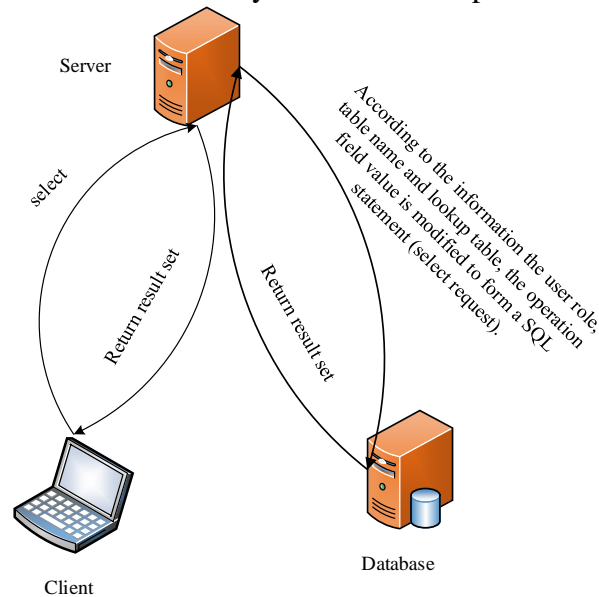 Server
According to the information the user role,
table name and lookup table, the operation
field value is modified to form a SQL
statement (select request).
select
Return result set
Return result set
Database
Client